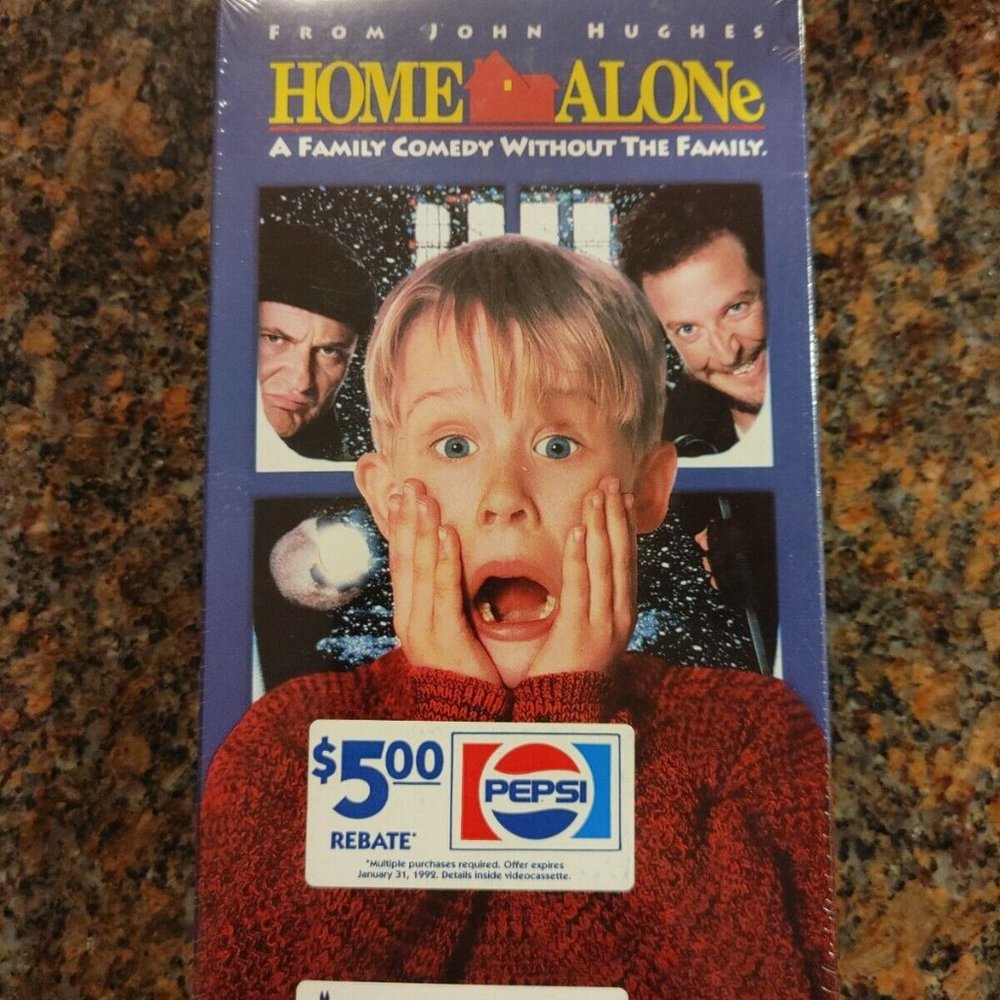 FROM JOHN HUGHES
HOME ALONe
A FAMILY COMEDY WITHOUT THE FAMILY.
$5.00
REBATE*
PEPSI
*Multiple purchases required. Offer expires
January 31, 1992. Details inside videocassette.